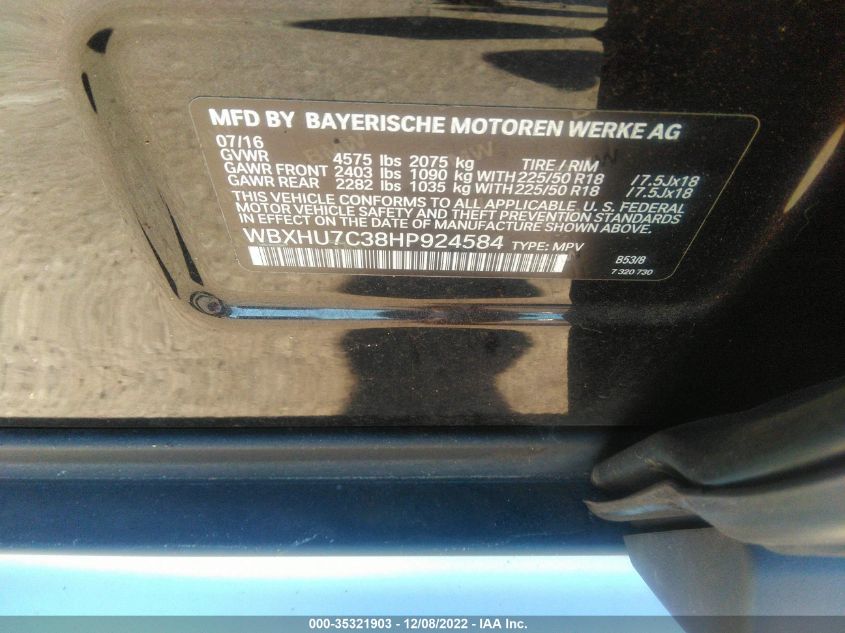 MFD BY BAYERISCHE MOTOREN WERKE AG
07/16
GVWR 4575 lbs 2075 kg TIRE / RIM
GAWR FRONT 2403 lbs 1090 kg WITH 225/50 R18 / 7.5Jx18
GAWR REAR 2282 lbs 1035 kg WITH 225/50 R18 / 7.5Jx18
THIS VEHICLE CONFORMS TO ALL APPLICABLE, U. S. FEDERAL
MOTOR VEHICLE SAFETY AND THEFT PREVENTION STANDARDS
IN EFFECT ON THE DATE OF MANUFACTURE SHOWN ABOVE.
WBXHU7C38HP924584 TYPE: MPV
B53/8
7 320 730
000-35321903 - 12/08/2022 - IAA Inc.